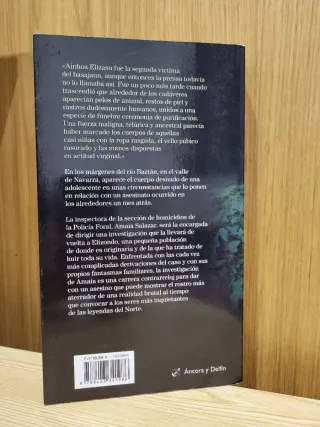 «Ainhoa Elizasu fue la segunda víctima
del basajaun, aunque entonces la prensa todavía
no lo llamaba así. Fue un poco más tarde cuando
trascendió que alrededor de los cadáveres
aparecían pelos de animal, restos de piel y
rastros dudosamente humanos, unidos a una
especie de fúnebre ceremonia de purificación.
Una fuerza maligna, telúrica y ancestral parecía
haber marcado los cuerpos de aquellas
casi niñas con la ropa rasgada, el vello púbico
rasurado y las manos dispuestas
en actitud virginal.»
En los márgenes del río Baztán, en el valle
de Navarra, aparece el cuerpo desnudo de una
adolescente en unas circunstancias que lo ponen
en relación con un asesinato ocurrido en
los alrededores un mes atrás.
La inspectora de la sección de homicidios de
la Policía Foral, Amaia Salazar, será la encargada
de dirigir una investigación que la llevará de
vuelta a Elizondo, una pequeña población
de donde es originaria y de la que ha tratado de
huir toda su vida. Enfrentada con las cada vez
más complicadas derivaciones del caso y con sus
propios fantasmas familiares, la investigación
de Amaia es una carrera contrarreloj para dar
con un asesino que puede mostrar el rostro más
aterrador de una realidad brutal al tiempo
que convocar a los seres más inquietantes
de las leyendas del Norte.
Áncora y Delfín